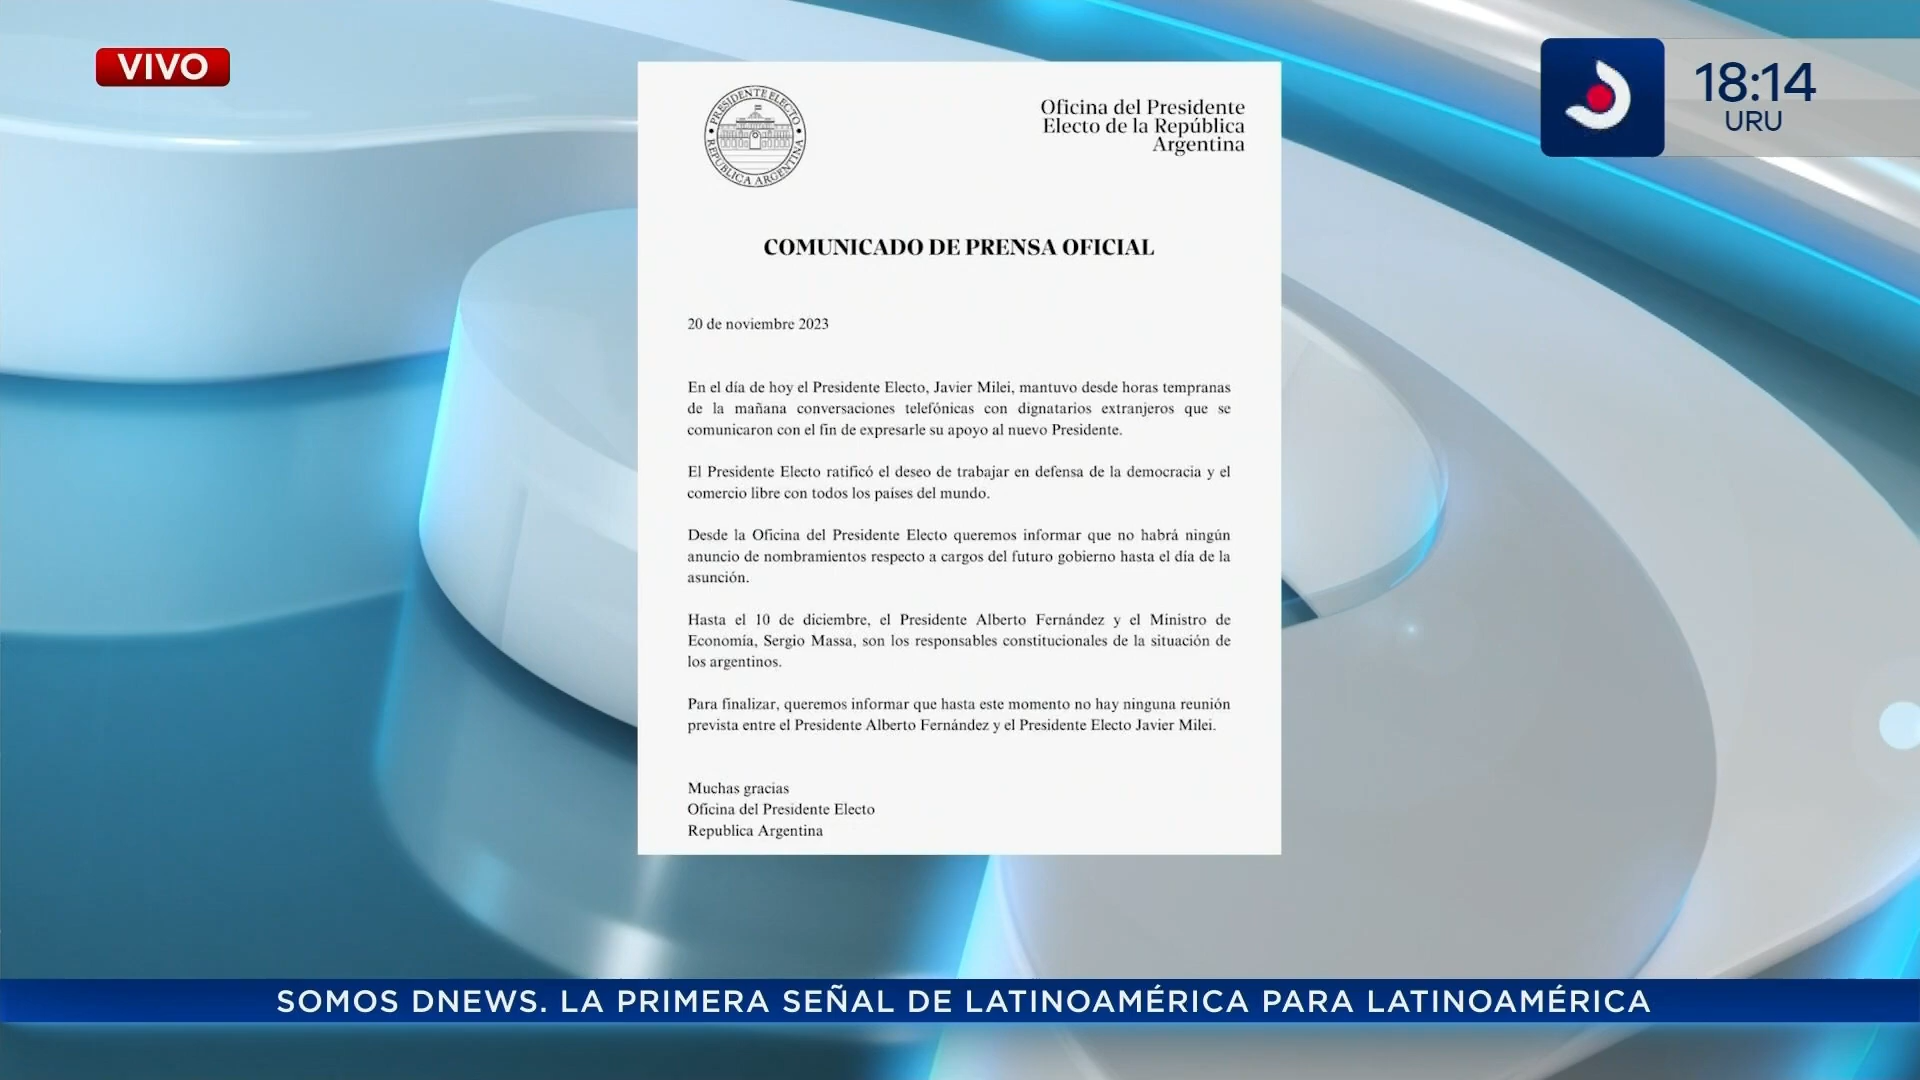 VIVO
18:14
URU
PRESIDENTE ELECTO
REPÚBLICA ARGENTINA
Oficina del Presidente
Electo de la República
Argentina
COMUNICADO DE PRENSA OFICIAL
20 de noviembre 2023
En el día de hoy el Presidente Electo, Javier Milei, mantuvo desde horas tempranas
de la mañana conversaciones telefónicas con dignatarios extranjeros que se
comunicaron con el fin de expresarle su apoyo al nuevo Presidente.
El Presidente Electo ratificó el deseo de trabajar en defensa de la democracia y el
comercio libre con todos los países del mundo.
Desde la Oficina del Presidente Electo queremos informar que no habrá ningún
anuncio de nombramientos respecto a cargos del futuro gobierno hasta el día de la
asunción.
Hasta el 10 de diciembre, el Presidente Alberto Fernández y el Ministro de
Economía, Sergio Massa, son los responsables constitucionales de la situación de
los argentinos.
Para finalizar, queremos informar que hasta este momento no hay ninguna reunión
prevista entre el Presidente Alberto Fernández y el Presidente Electo Javier Milei.
Muchas gracias
Oficina del Presidente Electo
Republica Argentina
SOMOS DNEWS. LA PRIMERA SEÑAL DE LATINOAMÉRICA PARA LATINOAMÉRICA